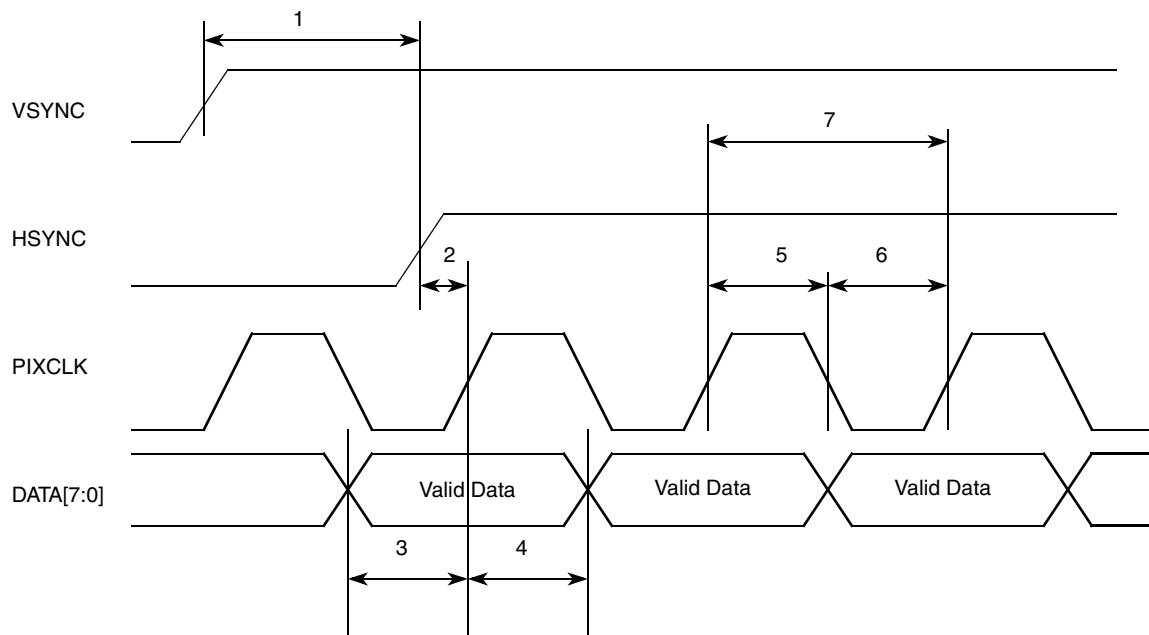 1
VSYNC
7
HSYNC
2
5
6
PIXCLK
DATA[7:0]
Valid Data
Valid Data
Valid Data
3
4